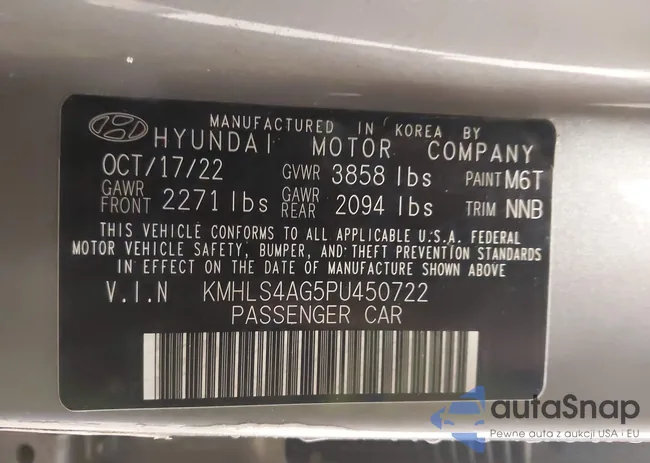 MANUFACTURED IN KOREA BY
HYUNDAI MOTOR COMPANY
OCT/17/22 GVWR 3858 lbs PAINT M6T
GAWR FRONT 2271 lbs GAWR REAR 2094 lbs TRIM NNB
THIS VEHICLE CONFORMS TO ALL APPLICABLE U.S.A. FEDERAL
MOTOR VEHICLE SAFETY, BUMPER, AND THEFT PREVENTION STANDARDS
IN EFFECT ON THE DATE OF MANUFACTURE SHOWN ABOVE
V.I.N KMHLS4AG5PU450722
PASSENGER CAR
autaSnap
Pewne auta z aukcji USA i EU